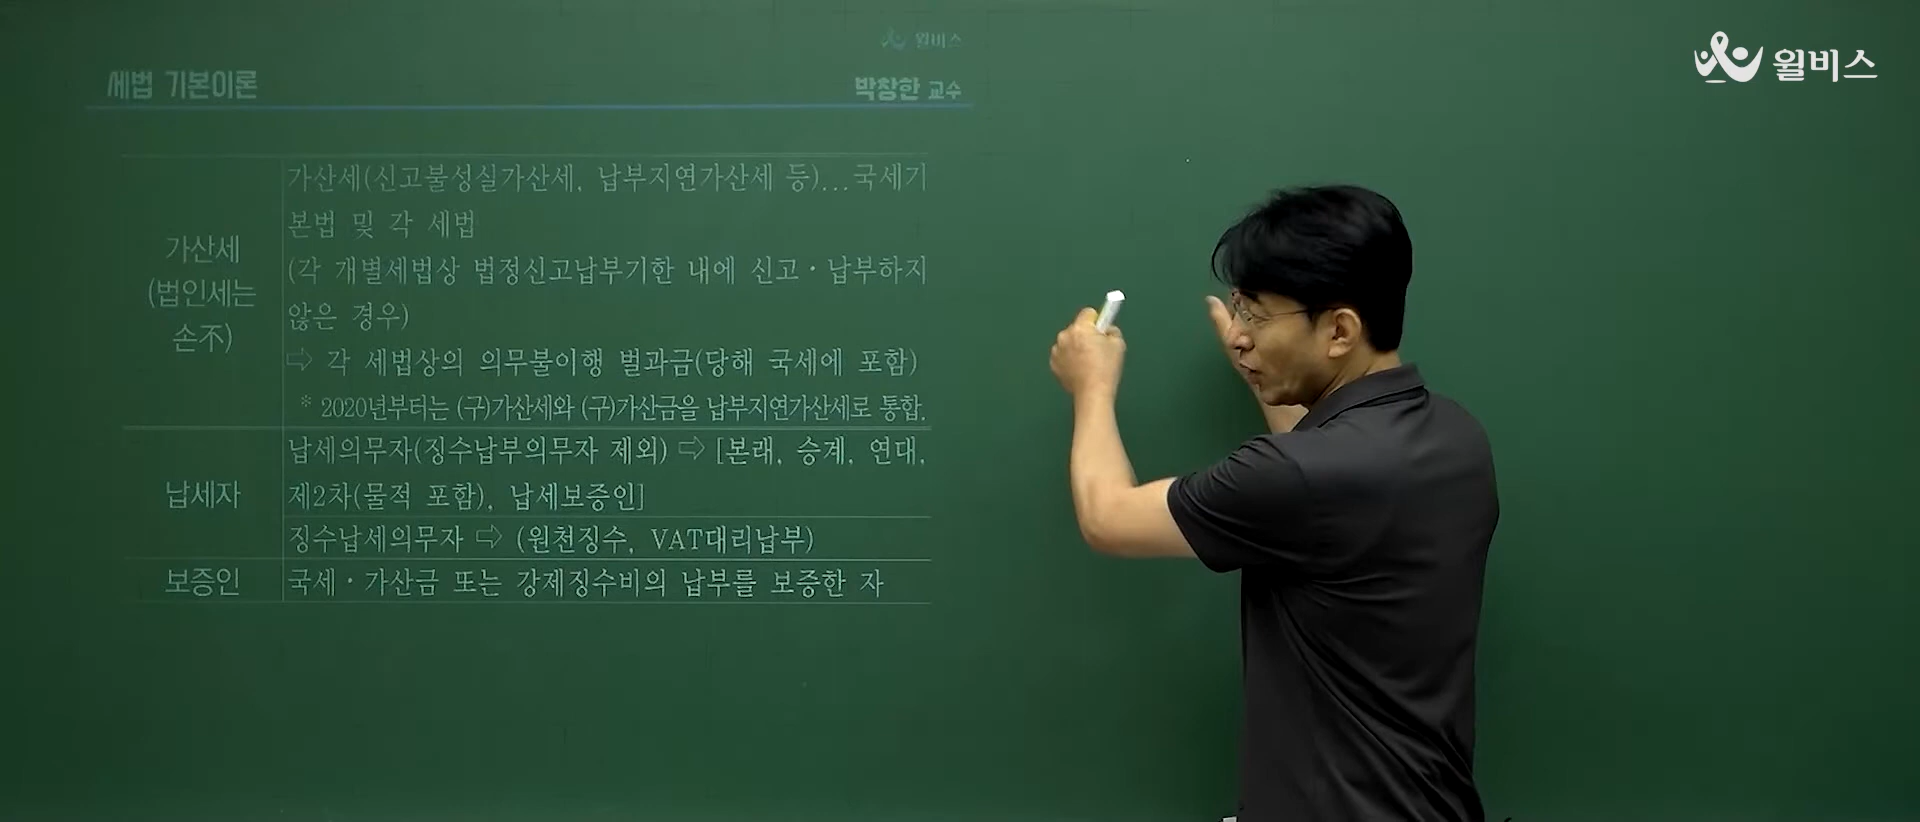 윌비스
윌비스
세법 기본이론
박창한 교수
가산세
(법인세는
손不)
가산세(신고불성실가산세, 납부지연가산세 등)...국세기
본법 및 각 세법
(각 개별세법상 법정신고납부기한 내에 신고・납부하지
않은 경우)
⇨ 각 세법상의 의무불이행 벌과금(당해 국세에 포함)
* 2020년부터는 (구)가산세와 (구)가산금을 납부지연가산세로 통합.
납세자
납세의무자(징수납부의무자 제외) ⇨ [본래, 승계, 연대,
제2차(물적 포함), 납세보증인]
징수납세의무자 ⇨ (원천징수, VAT대리납부)
보증인
국세・가산금 또는 강제징수비의 납부를 보증한 자